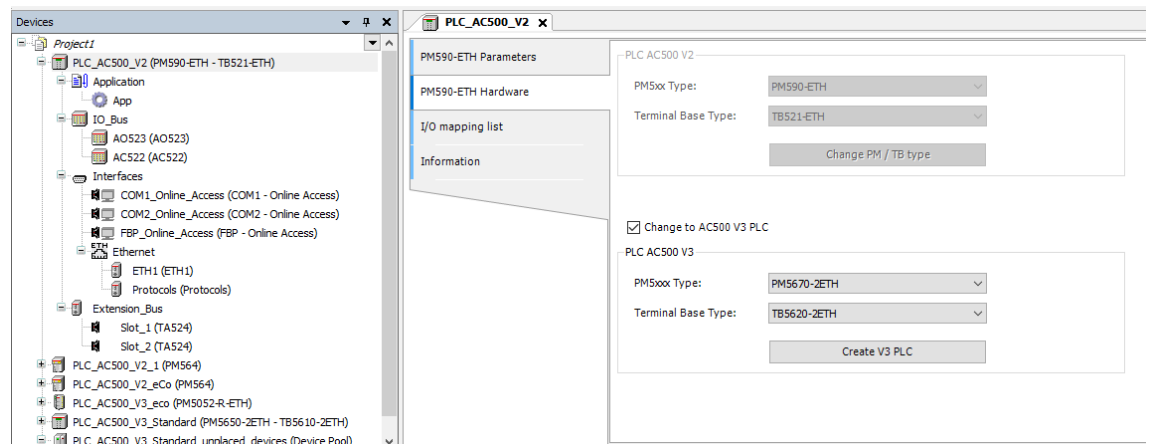 Devices
Project1
PLC_AC500_V2 (PM590-ETH - TB521-ETH)
Application
App
IO_Bus
AO523 (AO523)
AC522 (AC522)
Interfaces
COM1_Online_Access (COM1 - Online Access)
COM2_Online_Access (COM2 - Online Access)
FBP_Online_Access (FBP - Online Access)
ETH Ethernet
ETH1 (ETH1)
Protocols (Protocols)
Extension_Bus
Slot_1 (TA524)
Slot_2 (TA524)
PLC_AC500_V2_1 (PM564)
PLC_AC500_V2_eCo (PM564)
PLC_AC500_V3_eco (PM5052-R-ETH)
PLC_AC500_V3_Standard (PM5650-2ETH - TB5610-2ETH)
PLC_AC500_V3_Standard_unplaced_devices (Device Pool)
PLC_AC500_V2
PM590-ETH Parameters
PM590-ETH Hardware
I/O mapping list
Information
PLC AC500 V2
PM5xx Type: PM590-ETH
Terminal Base Type: TB521-ETH
Change PM / TB type
Change to AC500 V3 PLC
PLC AC500 V3
PM5xxx Type: PM5670-2ETH
Terminal Base Type: TB5620-2ETH
Create V3 PLC